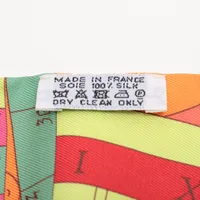 MADE IN FRANCE
SOIE 100% SILK
DRY CLEAN ONLY
I